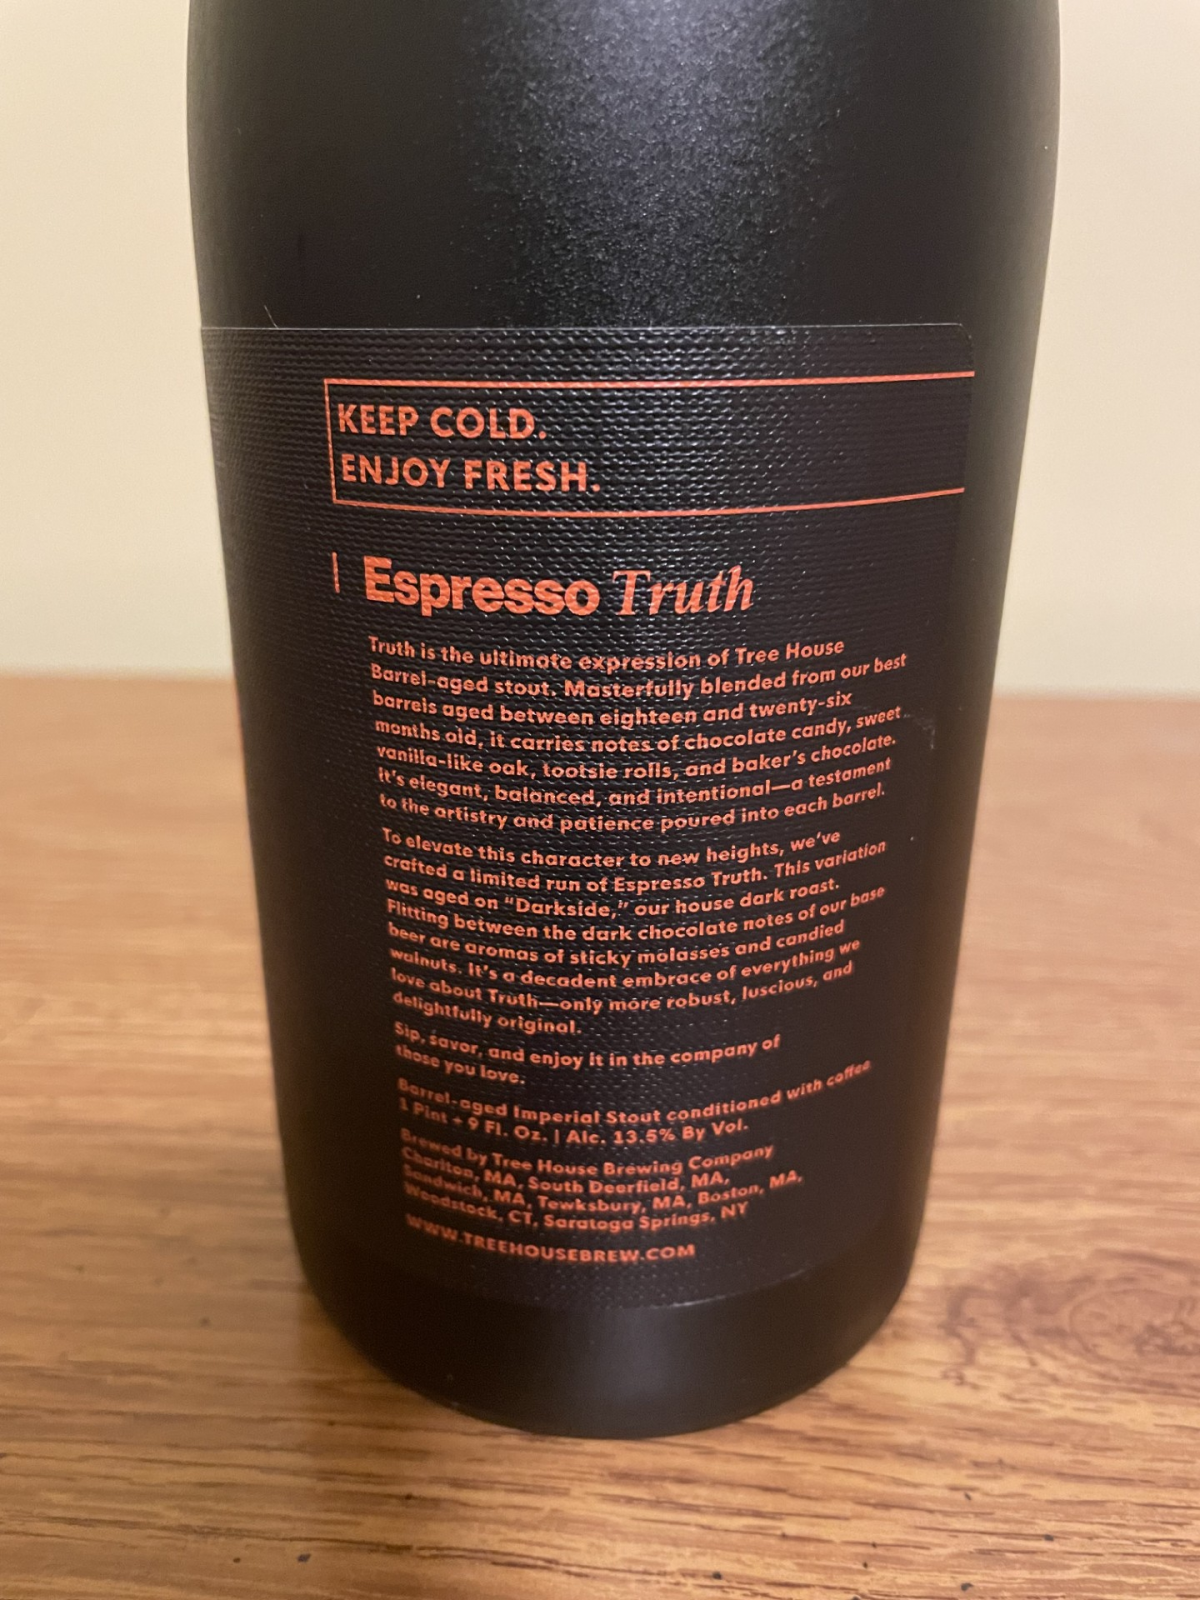 KEEP COLD.
ENJOY FRESH.
Espresso Truth
Truth is the ultimate expression of Tree House
Barrel-aged stout. Masterfully blended from our best
barrels aged between eighteen and twenty-six
months old, it carries notes of chocolate candy, sweet
vanilla-like oak, tootsie rolls, and baker's chocolate.
It's elegant, balanced, and intentional—a testament
to the artistry and patience poured into each barrel.
To elevate this character to new heights, we've
crafted a limited run of Espresso Truth. This variation
was aged on "Darkside," our house dark roast.
Flitting between the dark chocolate notes of our base
beer are aromas of sticky molasses and candied
walnuts. It's a decadent embrace of everything we
love about Truth—only more robust, luscious, and
delightfully original.
Sip, savor, and enjoy it in the company of
those you love.
Barrel-aged Imperial Stout conditioned with coffee
1 Pint + 9 Fl. Oz. | Alc. 13.5% By Vol.
Brewed by Tree House Brewing Company
Charlton, MA, South Deerfield, MA,
Sandwich, MA, Tewksbury, MA, Boston, MA,
Woodstock, CT, Saratoga Springs, NY
WWW.TREEHOUSEBREW.COM